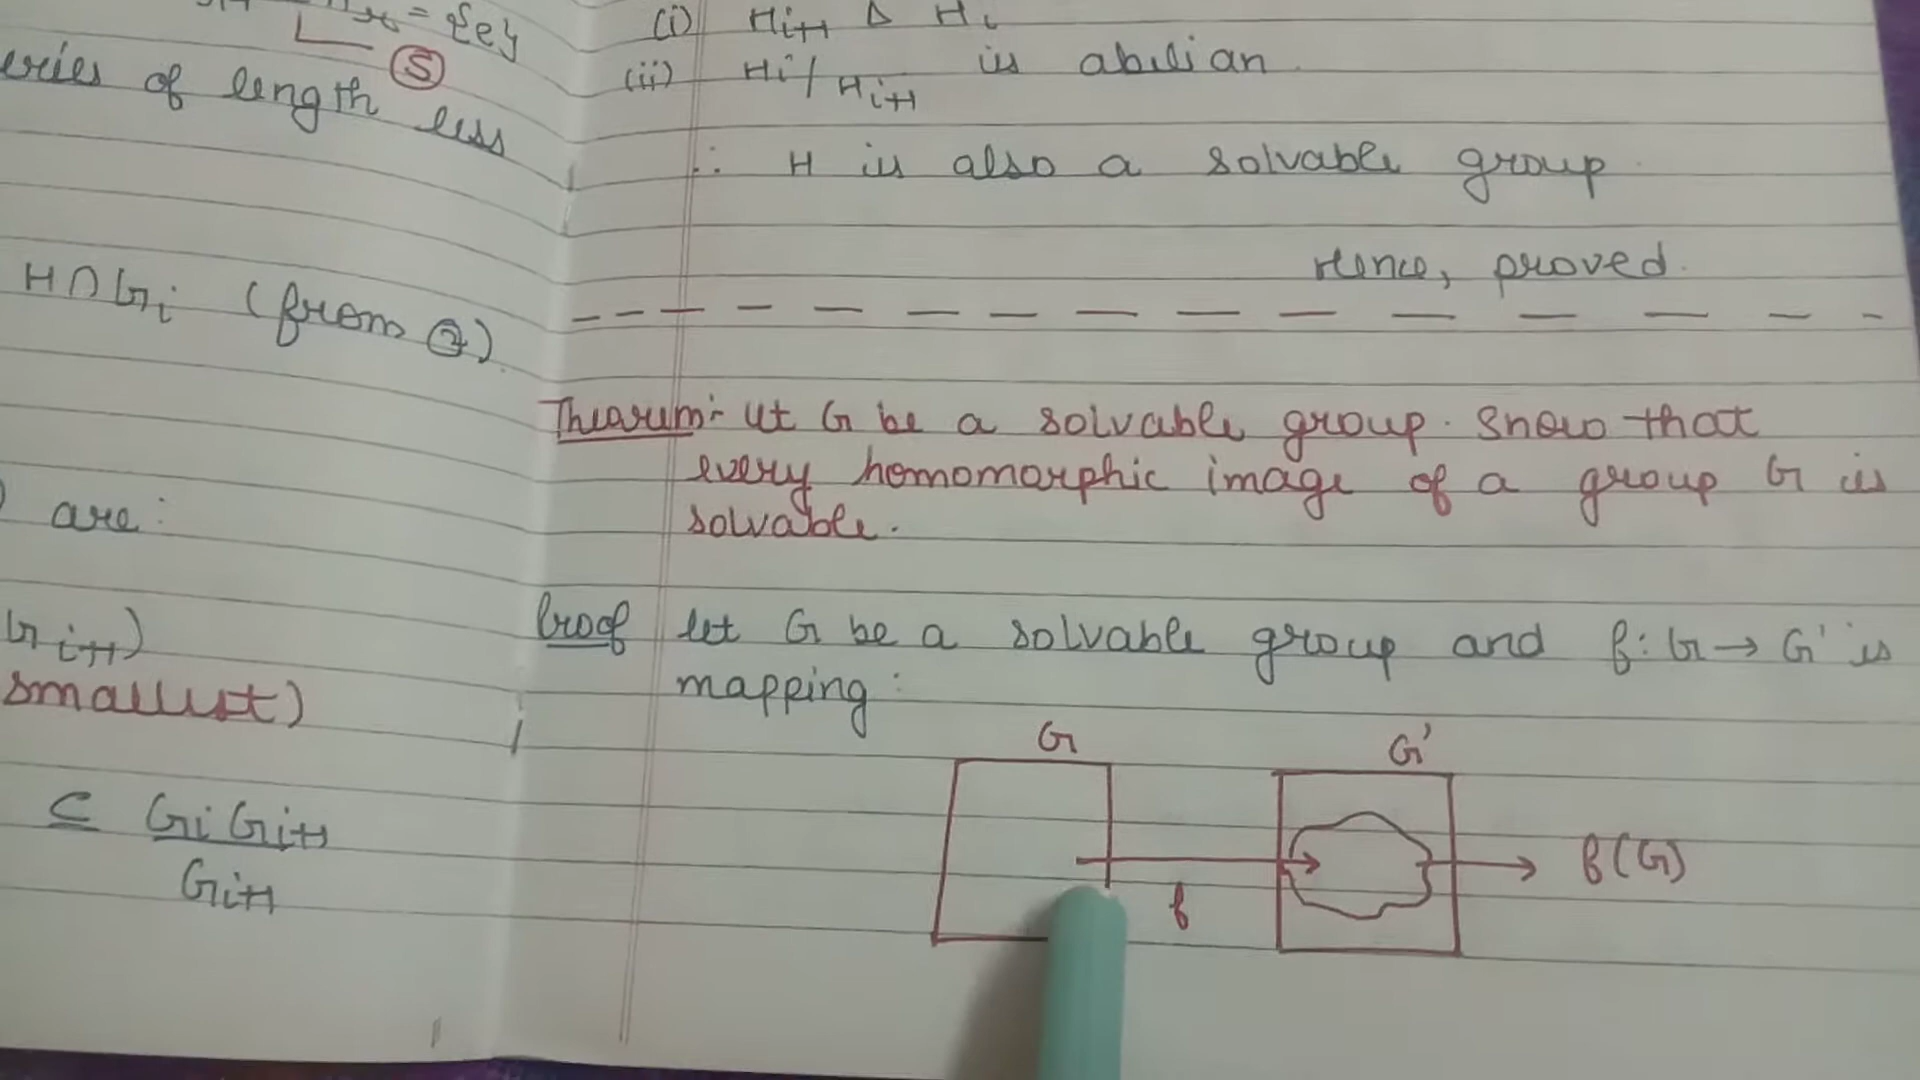 = {e}
(5)
eries of length less
H∩Gi (from (2)).
are:
Gi+1)
smallest)
⊆ GiGi+1
Gi+1
(i) Hi+1 Δ Hi
(ii) Hi/Hi+1 is abelian.
∴ H is also a solvable group.
Hence, proved.
Thearem:- let G be a solvable group. Show that
every homomorphic image of a group G is
solvable.
Proof let G be a solvable group and f: G → G' is
mapping:
G
G'
f
f(G)